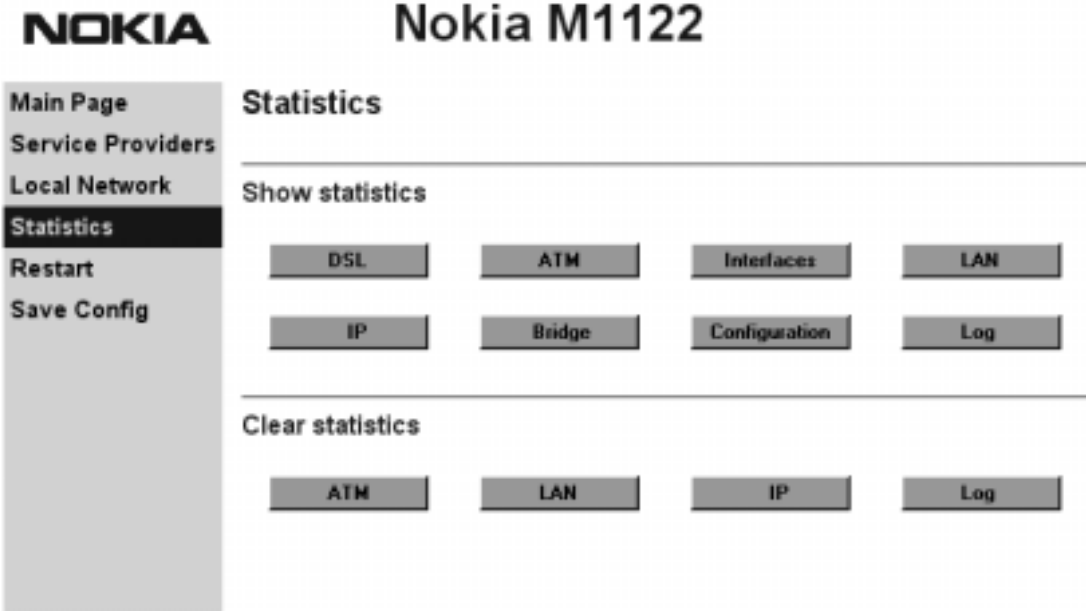 NOKIA Nokia M1122
Main Page
Service Providers
Local Network
Statistics
Restart
Save Config
Statistics
Show statistics
DSL ATM Interfaces LAN
IP Bridge Configuration Log
Clear statistics
ATM LAN IP Log